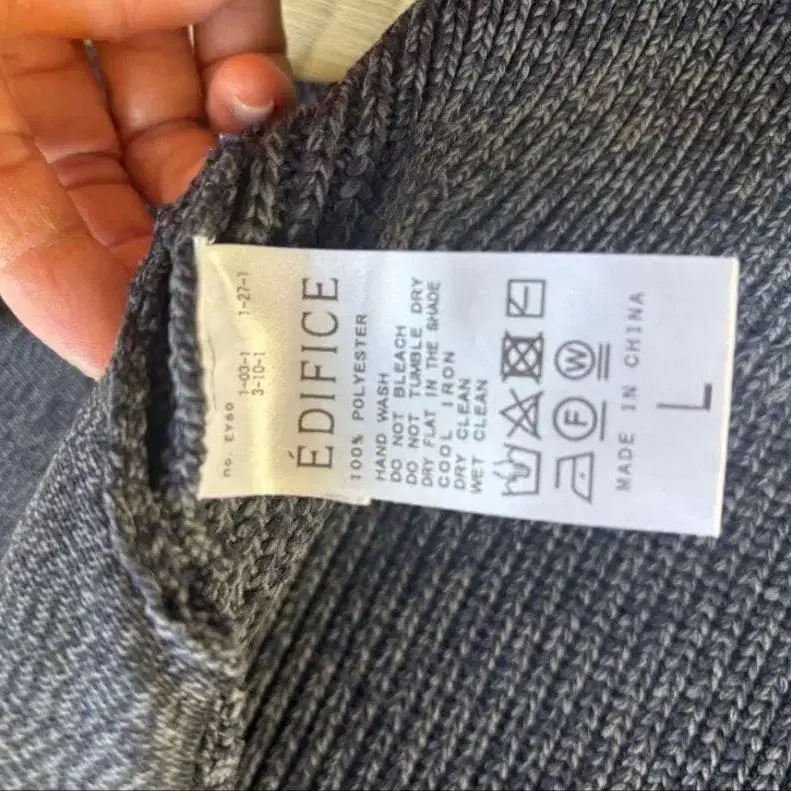 no. EY50
1-03-1 1-27-1
3-10-1
ÉDIFICE
100% POLYESTER
HAND WASH
DO NOT BLEACH
DO NOT TUMBLE DRY
DRY FLAT IN THE SHADE
COOL IRON
DRY CLEAN
WET CLEAN
F W
MADE IN CHINA
L